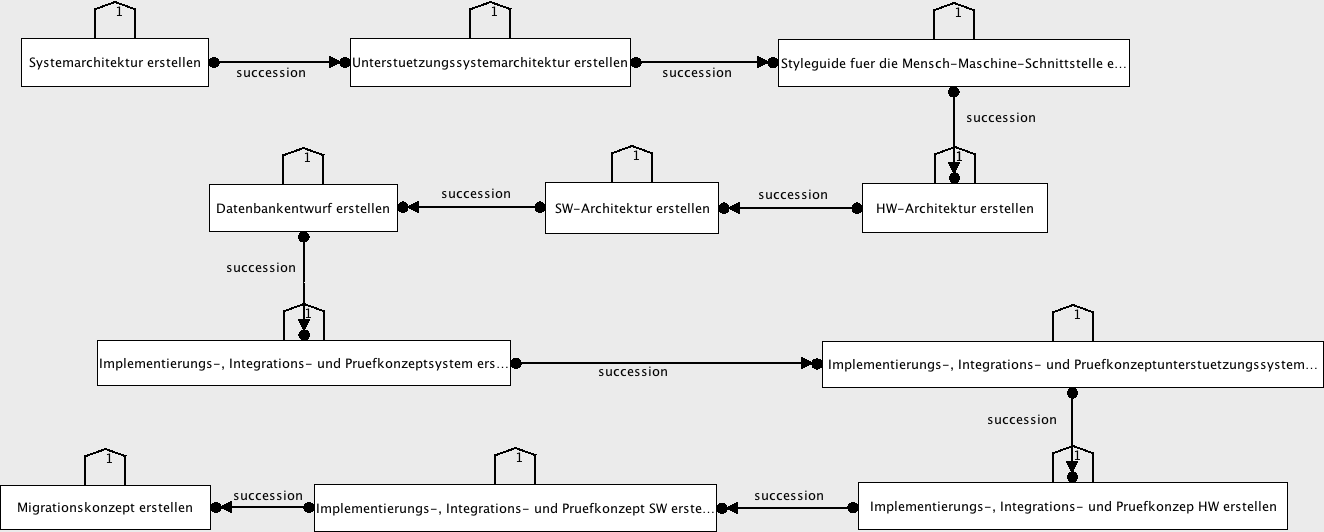 1
1
1
Systemarchitektur erstellen
succession
Unterstuetzungssystemarchitektur erstellen
succession
Styleguide fuer die Mensch-Maschine-Schnittstelle e...
succession
1
1
1
Datenbankentwurf erstellen
succession
SW-Architektur erstellen
succession
HW-Architektur erstellen
succession
1
1
Implementierungs-, Integrations- und Pruefkonzeptsystem ers...
succession
Implementierungs-, Integrations- und Pruefkonzeptunterstuetzungssystem...
succession
1
1
1
Migrationskonzept erstellen
succession
Implementierungs-, Integrations- und Pruefkonzept SW erste...
succession
Implementierungs-, Integrations- und Pruefkonzep HW erstellen